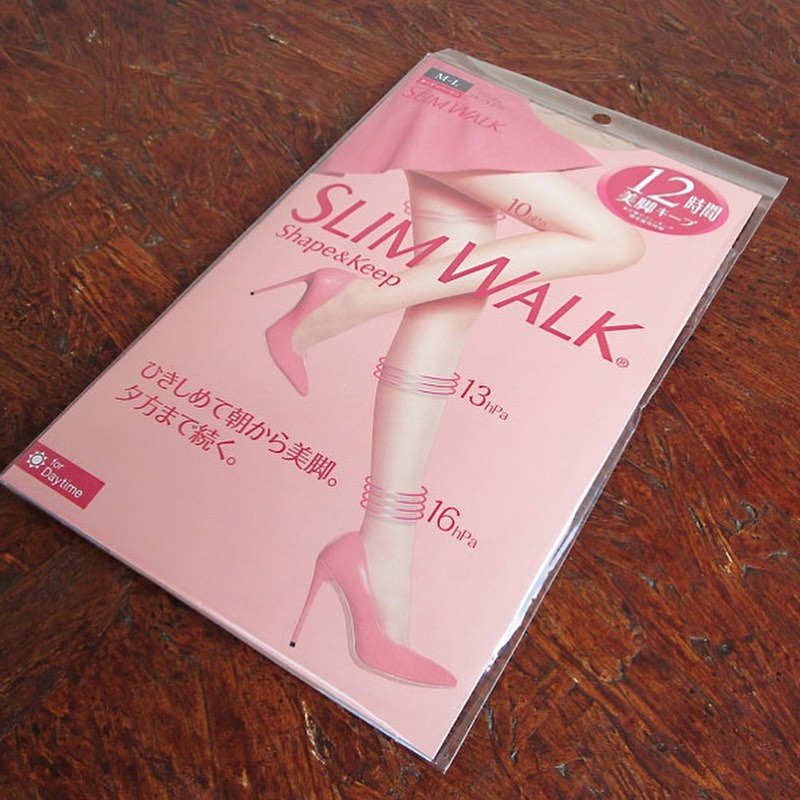 M-L
SLIM WALK
12時間
美脚キープ
10hPa
SLIM WALK®
Shape&Keep
13hPa
ひきしめて朝から美脚。
夕方まで続く。
16hPa
for
Daytime